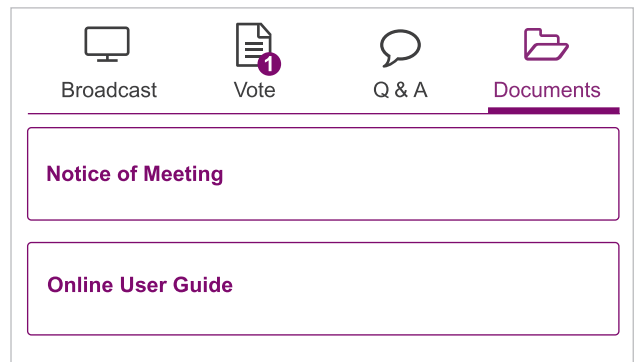 Broadcast Vote Q & A Documents
1
Notice of Meeting
Online User Guide